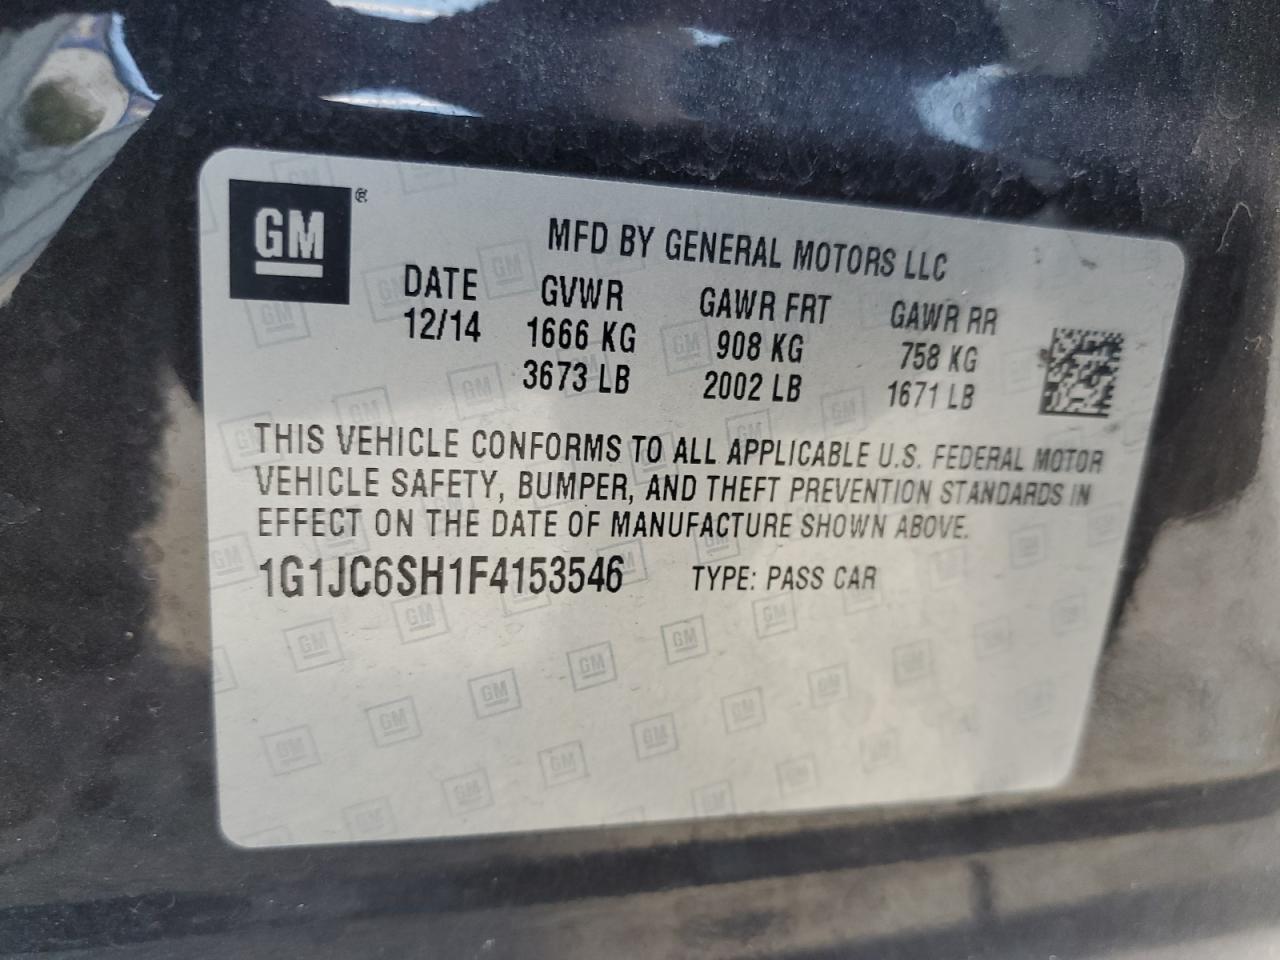 GM ®
MFD BY GENERAL MOTORS LLC
DATE GVWR GAWR FRT GAWR RR
12/14 1666 KG 908 KG 758 KG
3673 LB 2002 LB 1671 LB
THIS VEHICLE CONFORMS TO ALL APPLICABLE U.S. FEDERAL MOTOR
VEHICLE SAFETY, BUMPER, AND THEFT PREVENTION STANDARDS IN
EFFECT ON THE DATE OF MANUFACTURE SHOWN ABOVE.
1G1JC6SH1F4153546 TYPE: PASS CAR